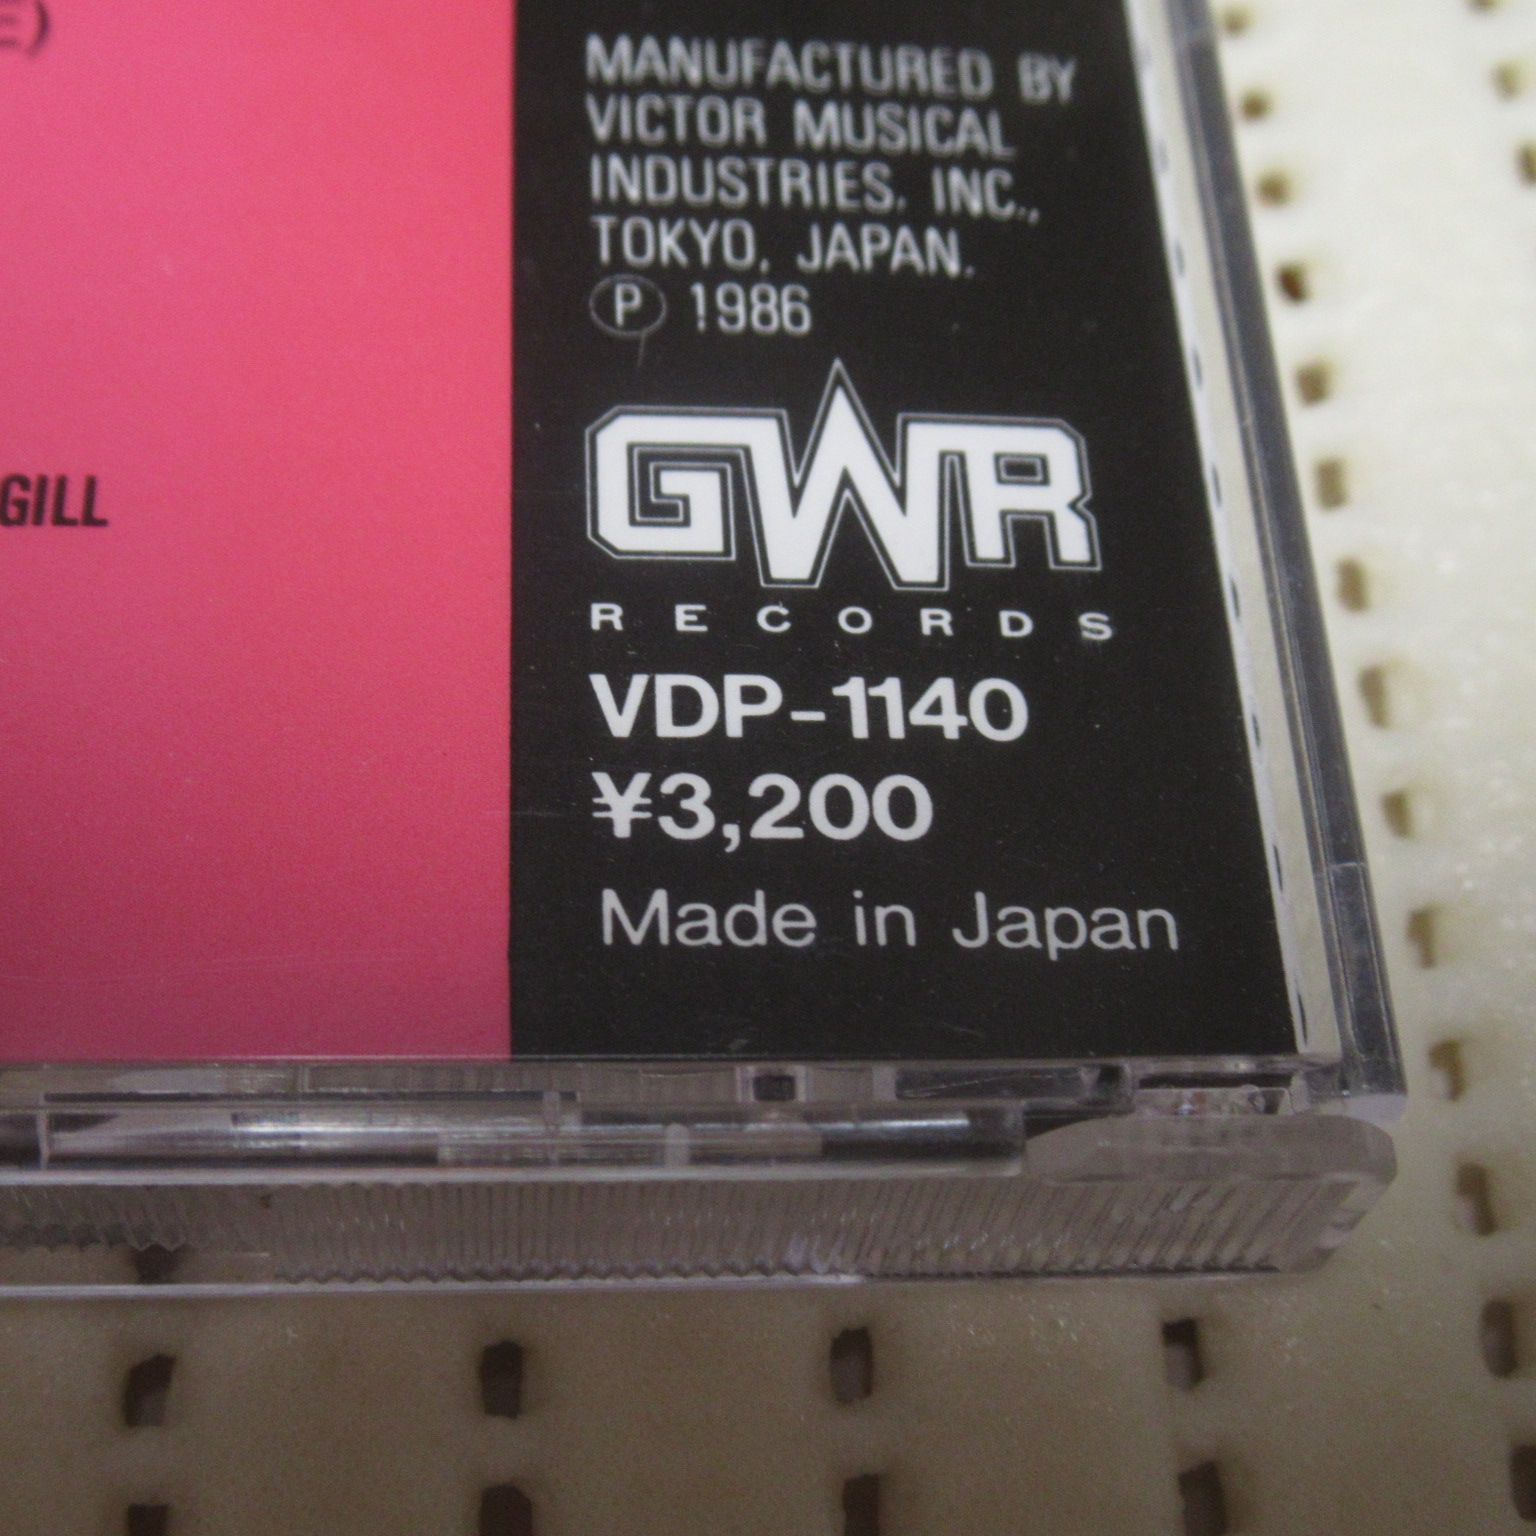 MANUFACTURED BY
VICTOR MUSICAL
INDUSTRIES, INC.,
TOKYO, JAPAN.
Ⓟ 1986
GWR
RECORDS
GILL
VDP-1140
¥3,200
Made in Japan